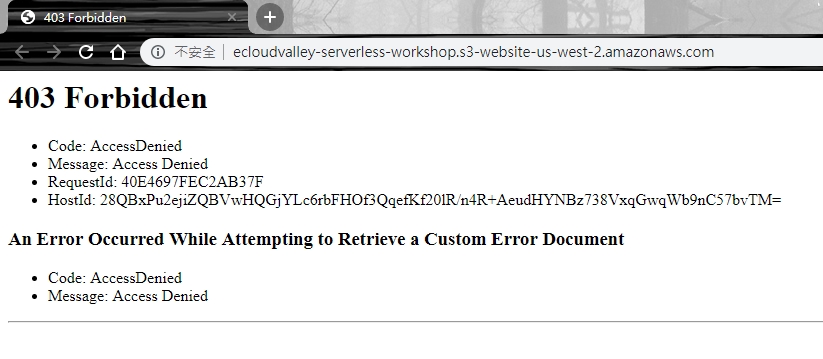 403 Forbidden
不安全 ecloudvalley-serverless-workshop.s3-website-us-west-2.amazonaws.com
403 Forbidden
Code: AccessDenied
Message: Access Denied
RequestId: 40E4697FEC2AB37F
HostId: 28QBxPu2ejiZQBVwHQGjYLc6rbFHOf3QqefKf20lR/n4R+AeudHYNBz738VxqGwqWb9nC57bvTM=
An Error Occurred While Attempting to Retrieve a Custom Error Document
Code: AccessDenied
Message: Access Denied